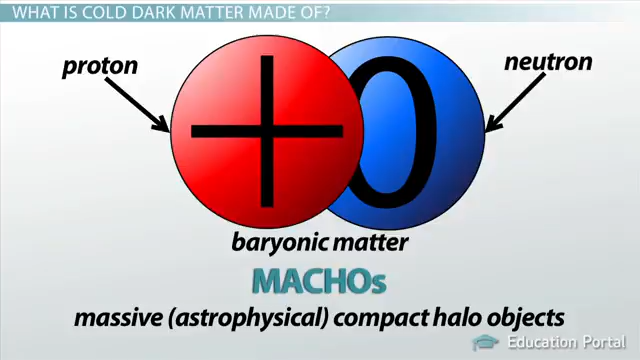 WHAT IS COLD DARK MATTER MADE OF?
proton
neutron
+
0
baryonic matter
MACHOs
massive (astrophysical) compact halo objects
Education Portal